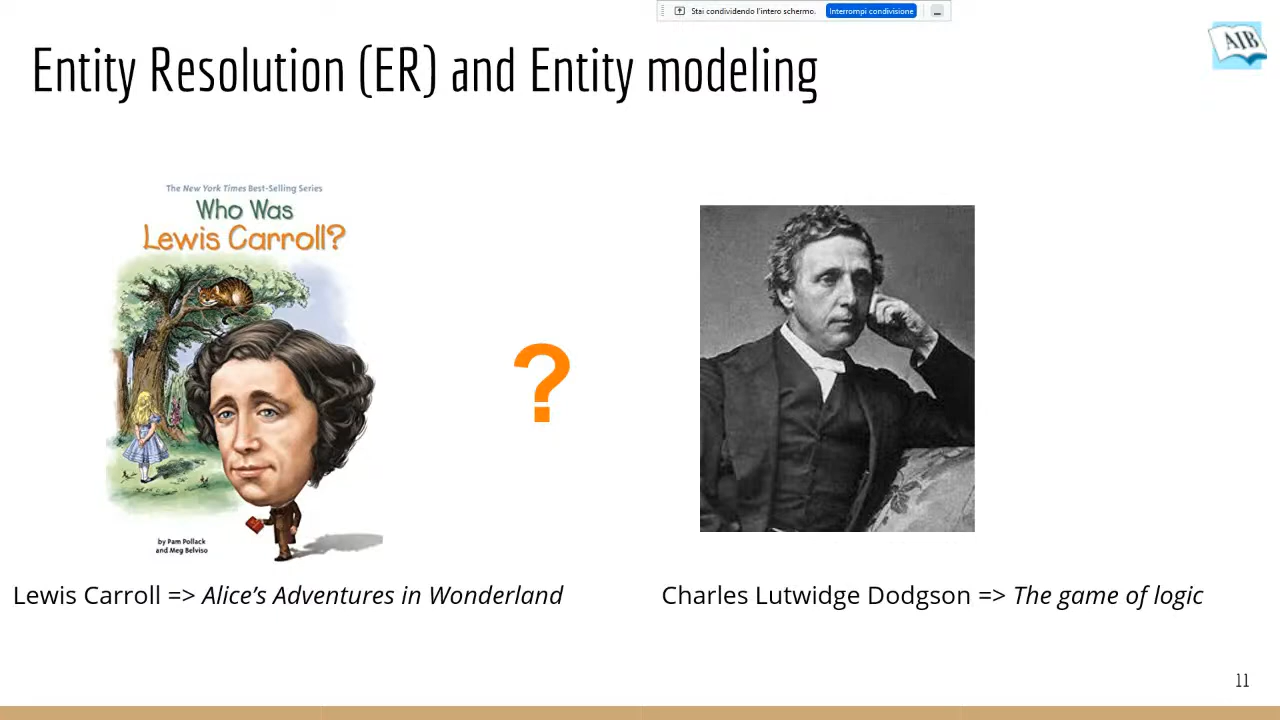 Stai condividendo l'intero schermo. Interrompi condivisione
Entity Resolution (ER) and Entity modeling
AIB
The New York Times Best-Selling Series
Who Was
Lewis Carroll?
?
by Pam Pollack
and Meg Belviso
Lewis Carroll => Alice’s Adventures in Wonderland
Charles Lutwidge Dodgson => The game of logic
11